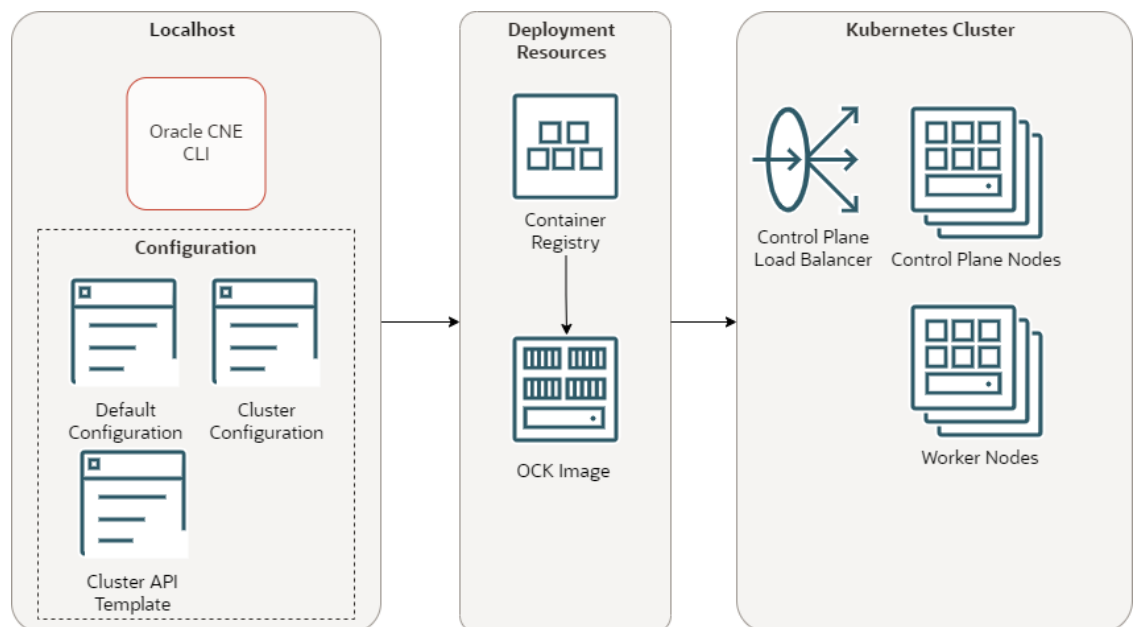 Localhost
Oracle CNE
CLI
Configuration
Default
Configuration
Cluster
Configuration
Cluster API
Template
Deployment
Resources
Container
Registry
OCK Image
Kubernetes Cluster
Control Plane
Load Balancer
Control Plane Nodes
Worker Nodes